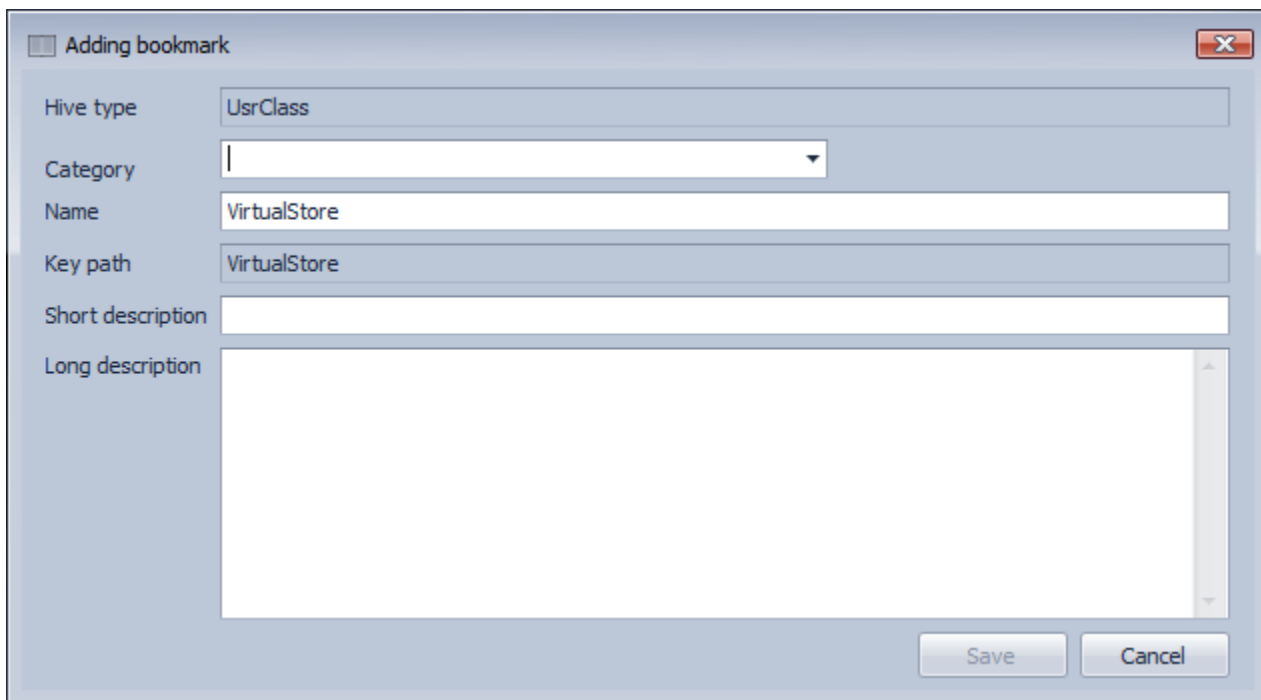 Adding bookmark
Hive type UsrClass
Category
Name VirtualStore
Key path VirtualStore
Short description
Long description
Save Cancel